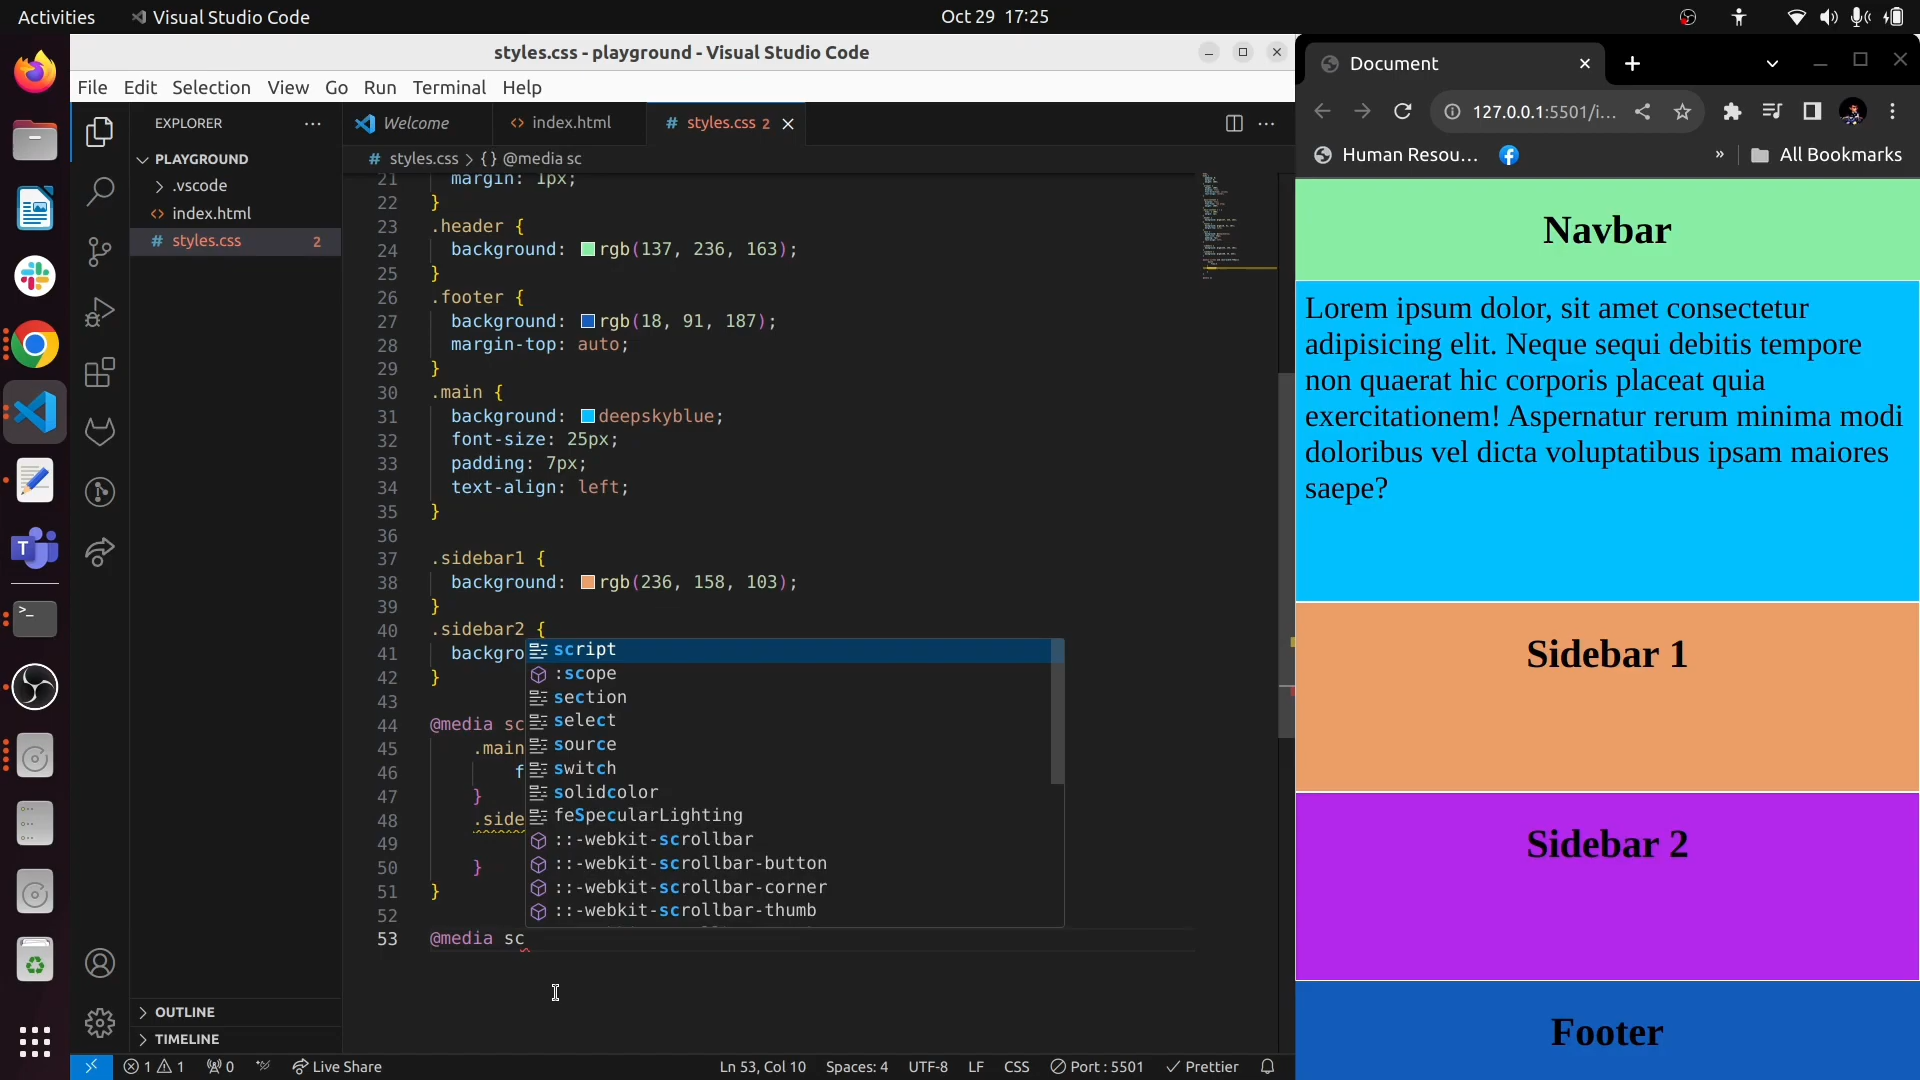 Activities
Visual Studio Code
Oct 29 17:25
styles.css - playground - Visual Studio Code
File Edit Selection View Go Run Terminal Help
EXPLORER
PLAYGROUND
.vscode
index.html
styles.css 2
OUTLINE
TIMELINE
Welcome
index.html
styles.css 2
styles.css > {} @media sc
21 margin: 1px;
22 }
23 .header {
24 background: rgb(137, 236, 163);
25 }
26 .footer {
27 background: rgb(18, 91, 187);
28 margin-top: auto;
29 }
30 .main {
31 background: deepskyblue;
32 font-size: 25px;
33 padding: 7px;
34 text-align: left;
35 }
36
37 .sidebar1 {
38 background: rgb(236, 158, 103);
39 }
40 .sidebar2 {
41 backgro
42 }
43
44 @media sc
45 .main
46 f
47 }
48 .side
49
50 }
51 }
52
53 @media sc
script
:scope
section
select
source
switch
solidcolor
feSpecularLighting
::-webkit-scrollbar
::-webkit-scrollbar-button
::-webkit-scrollbar-corner
::-webkit-scrollbar-thumb
1 1 0 Live Share
Ln 53, Col 10 Spaces: 4 UTF-8 LF CSS Port : 5501 Prettier
Document
127.0.0.1:5501/i...
Human Resou...
» All Bookmarks
Navbar
Lorem ipsum dolor, sit amet consectetur
adipisicing elit. Neque sequi debitis tempore
non quaerat hic corporis placeat quia
exercitationem! Aspernatur rerum minima modi
doloribus vel dicta voluptatibus ipsam maiores
saepe?
Sidebar 1
Sidebar 2
Footer